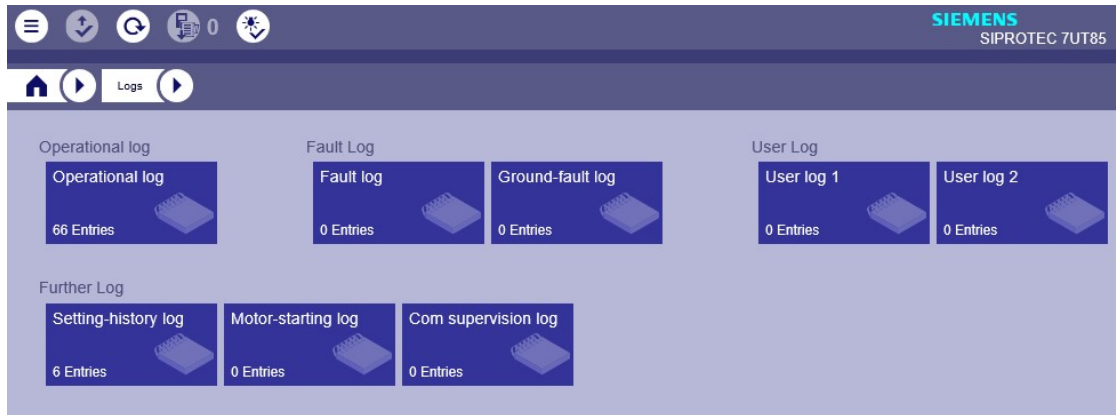 0
SIEMENS
SIPROTEC 7UT85
Logs
Operational log
Fault Log
User Log
Operational log
66 Entries
Fault log
0 Entries
Ground-fault log
0 Entries
User log 1
0 Entries
User log 2
0 Entries
Further Log
Setting-history log
6 Entries
Motor-starting log
0 Entries
Com supervision log
0 Entries